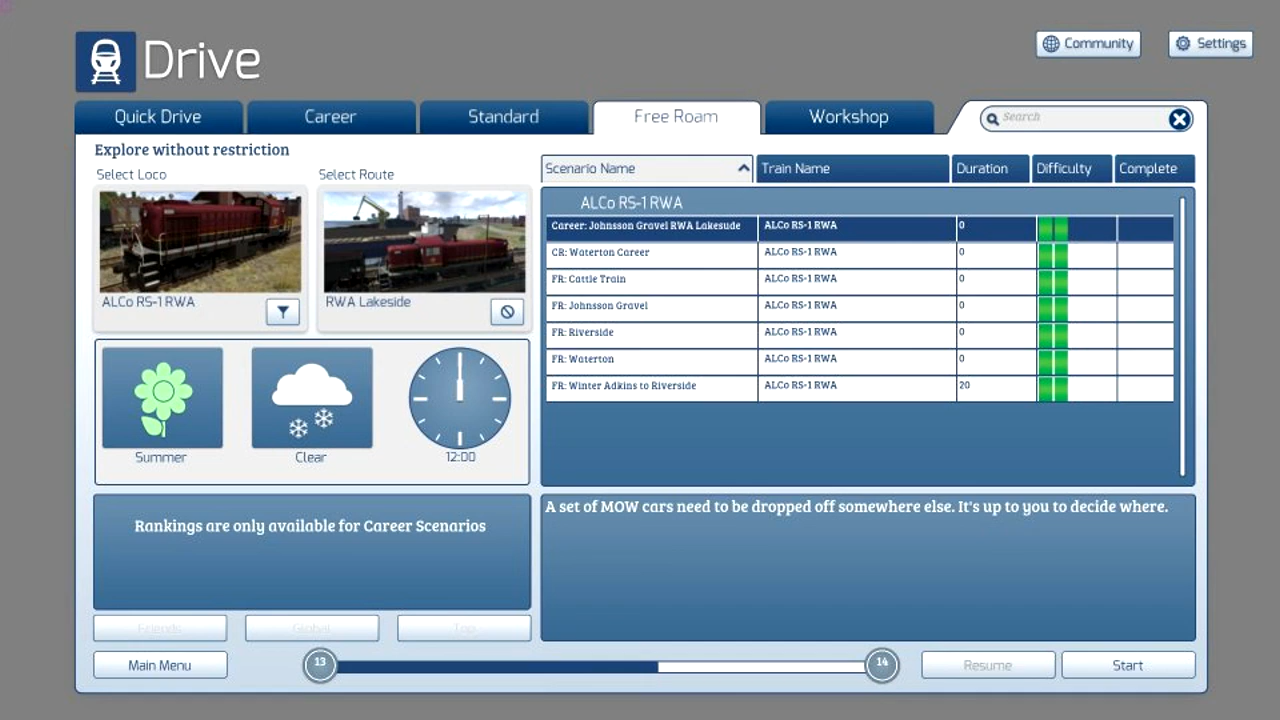 Drive
Community
Settings
Quick Drive
Career
Standard
Free Roam
Workshop
Search
Explore without restriction
Select Loco
Select Route
ALCo RS-1 RWA
RWA Lakeside
Summer
Clear
12:00
Scenario Name
Train Name
Duration
Difficulty
Complete
ALCo RS-1 RWA
Career: Johnsson Gravel RWA Lakesude ALCo RS-1 RWA 0
CR: Waterton Career ALCo RS-1 RWA 0
FR: Cattle Train ALCo RS-1 RWA 0
FR: Johnsson Gravel ALCo RS-1 RWA 0
FR: Riverside ALCo RS-1 RWA 0
FR: Waterton ALCo RS-1 RWA 0
FR: Winter Adkins to Riverside ALCo RS-1 RWA 20
Rankings are only available for Career Scenarios
A set of MOW cars need to be dropped off somewhere else. It's up to you to decide where.
Friends
Global
Top
Main Menu
13
14
Resume
Start